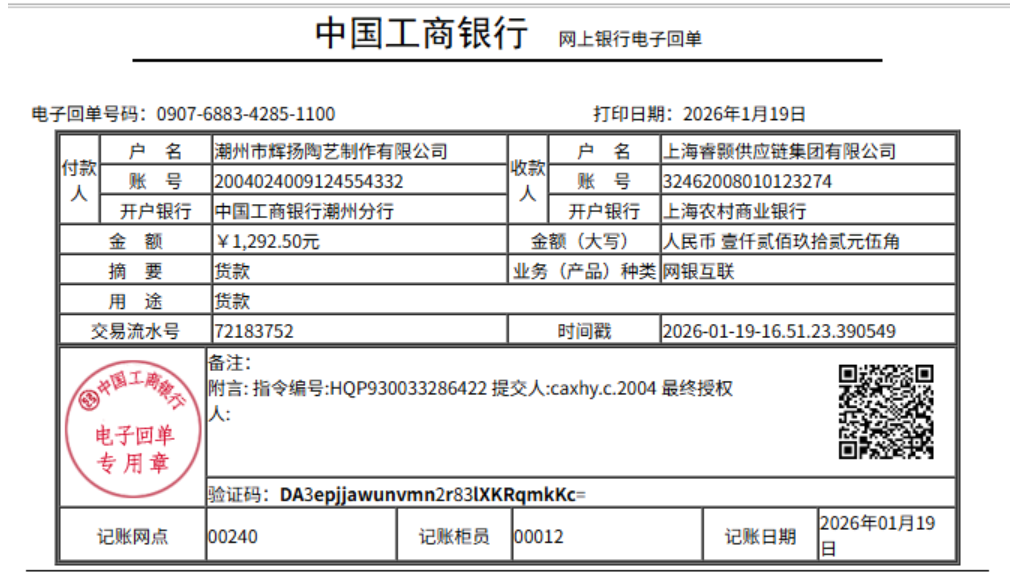 中国工商银行 网上银行电子回单
电子回单号码：0907-6883-4285-1100 打印日期：2026年1月19日
付款人 户 名 潮州市辉扬陶艺制作有限公司 收款人 户 名 上海睿颢供应链集团有限公司
账 号 2004024009124554332 账 号 32462008010123274
开户银行 中国工商银行潮州分行 开户银行 上海农村商业银行
金 额 ￥1,292.50元 金额（大写） 人民币 壹仟贰佰玖拾贰元伍角
摘 要 货款 业务（产品）种类 网银互联
用 途 货款
交易流水号 72183752 时间戳 2026-01-19-16.51.23.390549
中国工商银行
电子回单
专用章
备注：
附言: 指令编号:HQP930033286422 提交人:caxhy.c.2004 最终授权
人:
验证码：DA3epjjawunvmn2r83lXKRqmkKc=
记账网点 00240 记账柜员 00012 记账日期 2026年01月19
日